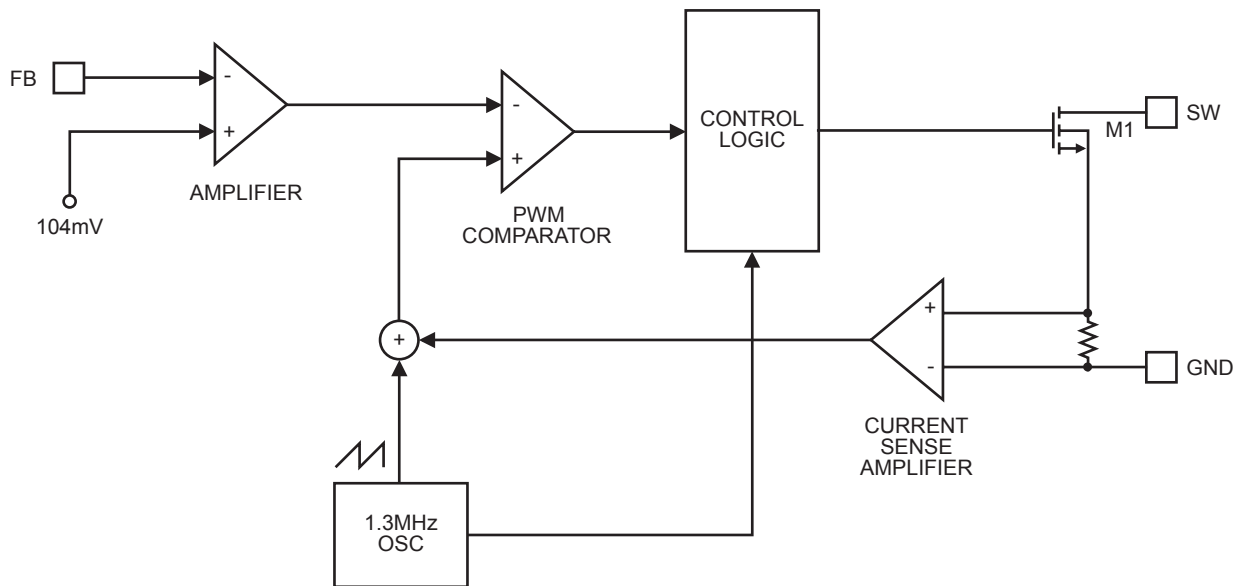 FB
-
+
104mV
AMPLIFIER
-
+
PWM
COMPARATOR
CONTROL
LOGIC
M1
SW
+
+
-
GND
CURRENT
SENSE
AMPLIFIER
1.3MHz
OSC